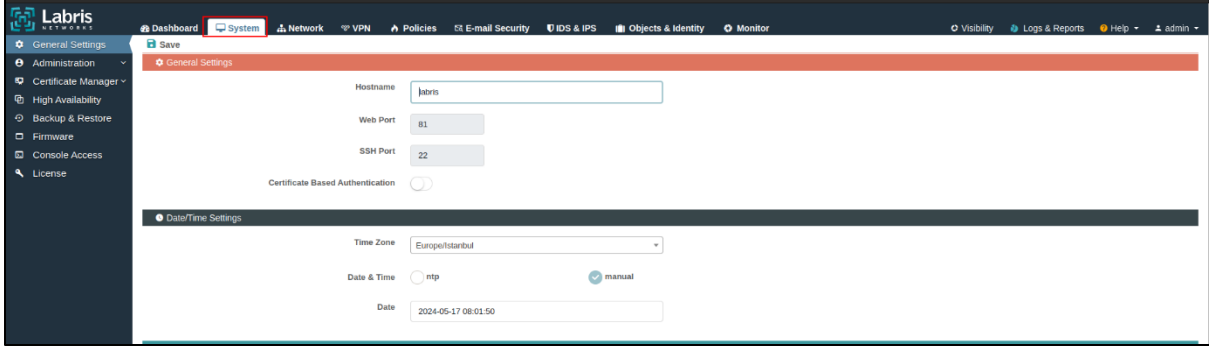 Labris
NETWORKS
Dashboard System Network VPN Policies E-mail Security IDS & IPS Objects & Identity Monitor Visibility Logs & Reports Help admin
General Settings
Administration
Certificate Manager
High Availability
Backup & Restore
Firmware
Console Access
License
Save
General Settings
Hostname labris
Web Port 81
SSH Port 22
Certificate Based Authentication
Date/Time Settings
Time Zone Europe/Istanbul
Date & Time ntp manual
Date 2024-05-17 08:01:50